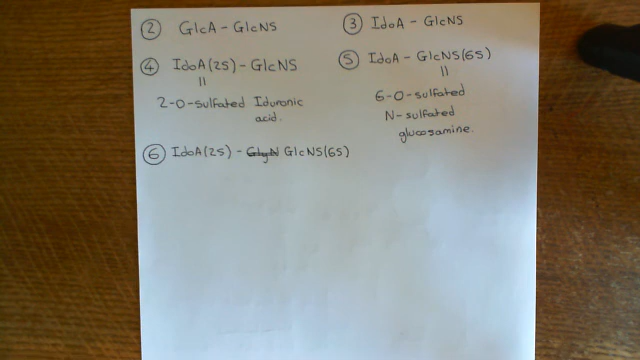 ② GlcA - GlcNS
③ IdoA - GlcNS
④ IdoA(2S) - GlcNS
||
2-O-sulfated Iduronic
acid.
⑤ IdoA - GlcNS(6S)
||
6-O-sulfated
N-sulfated
glucosamine.
⑥ IdoA(2S) - GlyN GlcNS(6S)